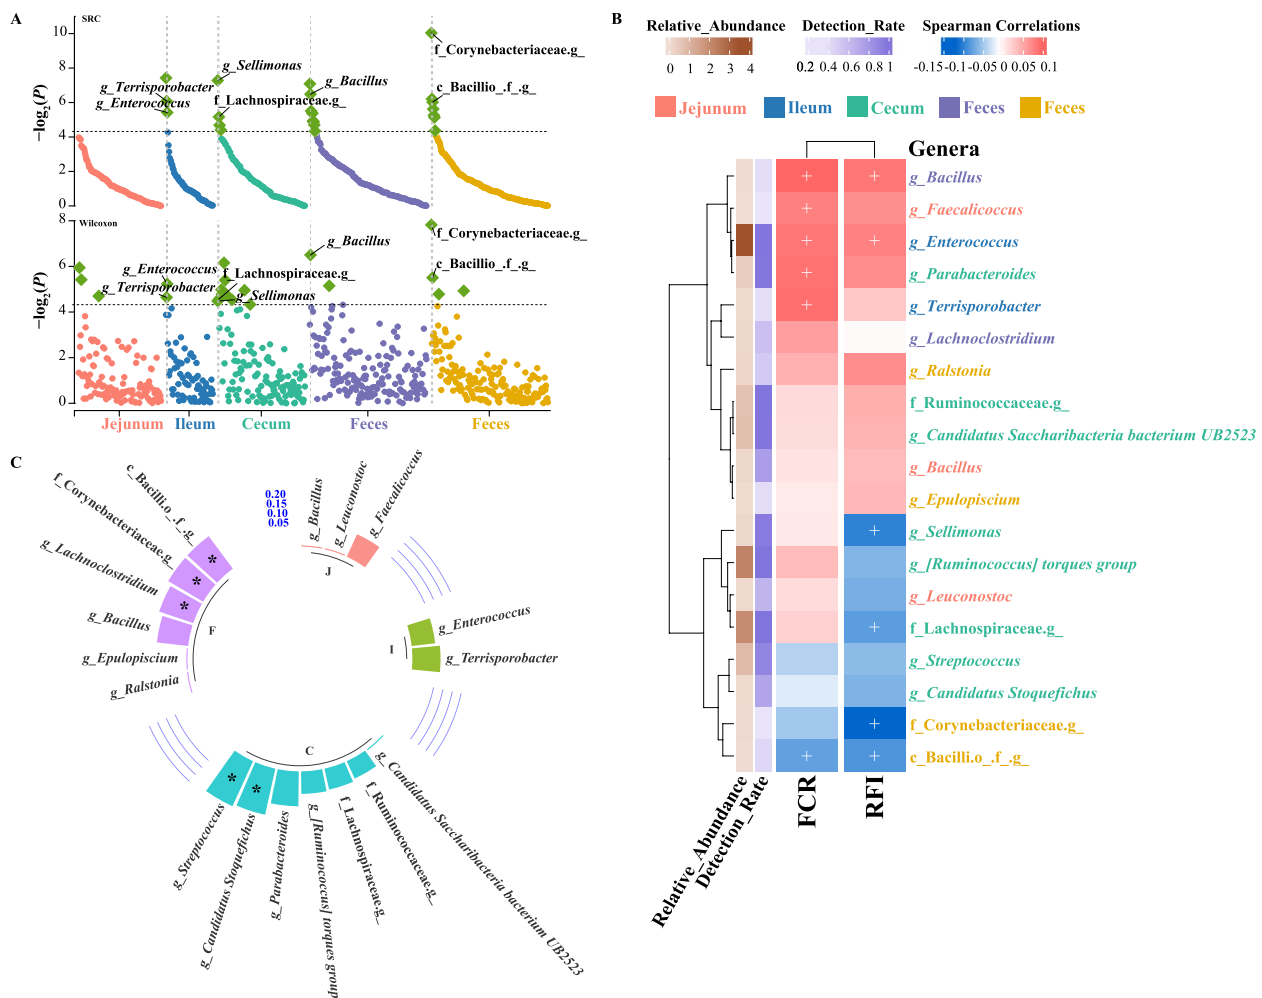 A
SRC
10
8
6
4
2
0
−log2(P)
g_Terrisporobacter
g_Enterococcus
g_Sellimonas
f_Lachnospiraceae.g_
g_Bacillus
f_Corynebacteriaceae.g_
c_Bacillio_.f_.g_
Wilcoxon
8
6
4
2
0
−log2(P)
g_Enterococcus
g_Terrisporobacter
f_Lachnospiraceae.g_
g_Sellimonas
g_Bacillus
f_Corynebacteriaceae.g_
c_Bacillio_.f_.g_
Jejunum Ileum Cecum Feces Feces
B
Relative_Abundance Detection_Rate Spearman Correlations
0 1 2 3 4 0.2 0.4 0.6 0.8 1 -0.15 -0.1 -0.05 0 0.05 0.1
Jejunum Ileum Cecum Feces Feces
Genera
g_Bacillus
g_Faecalicoccus
g_Enterococcus
g_Parabacteroides
g_Terrisporobacter
g_Lachnoclostridium
g_Ralstonia
f_Ruminococcaceae.g_
g_Candidatus Saccharibacteria bacterium UB2523
g_Bacillus
g_Epulopiscium
g_Sellimonas
g_[Ruminococcus] torques group
g_Leuconostoc
f_Lachnospiraceae.g_
g_Streptococcus
g_Candidatus Stoquefichus
f_Corynebacteriaceae.g_
c_Bacilli.o_.f_.g_
Relative_Abundance
Detection_Rate
FCR
RFI
C
0.20
0.15
0.10
0.05
g_Bacillus
g_Leuconostoc
g_Faecalicoccus
J
g_Enterococcus
g_Terrisporobacter
I
g_Candidatus Saccharibacteria bacterium UB2523
f_Ruminococcaceae.g_
f_Lachnospiraceae.g_
g_[Ruminococcus] torques group
g_Parabacteroides
g_Candidatus Stoquefichus
g_Streptococcus
C
g_Ralstonia
g_Epulopiscium
g_Bacillus
g_Lachnoclostridium
f_Corynebacteriaceae.g_
c_Bacilli.o_.f_.g_
F